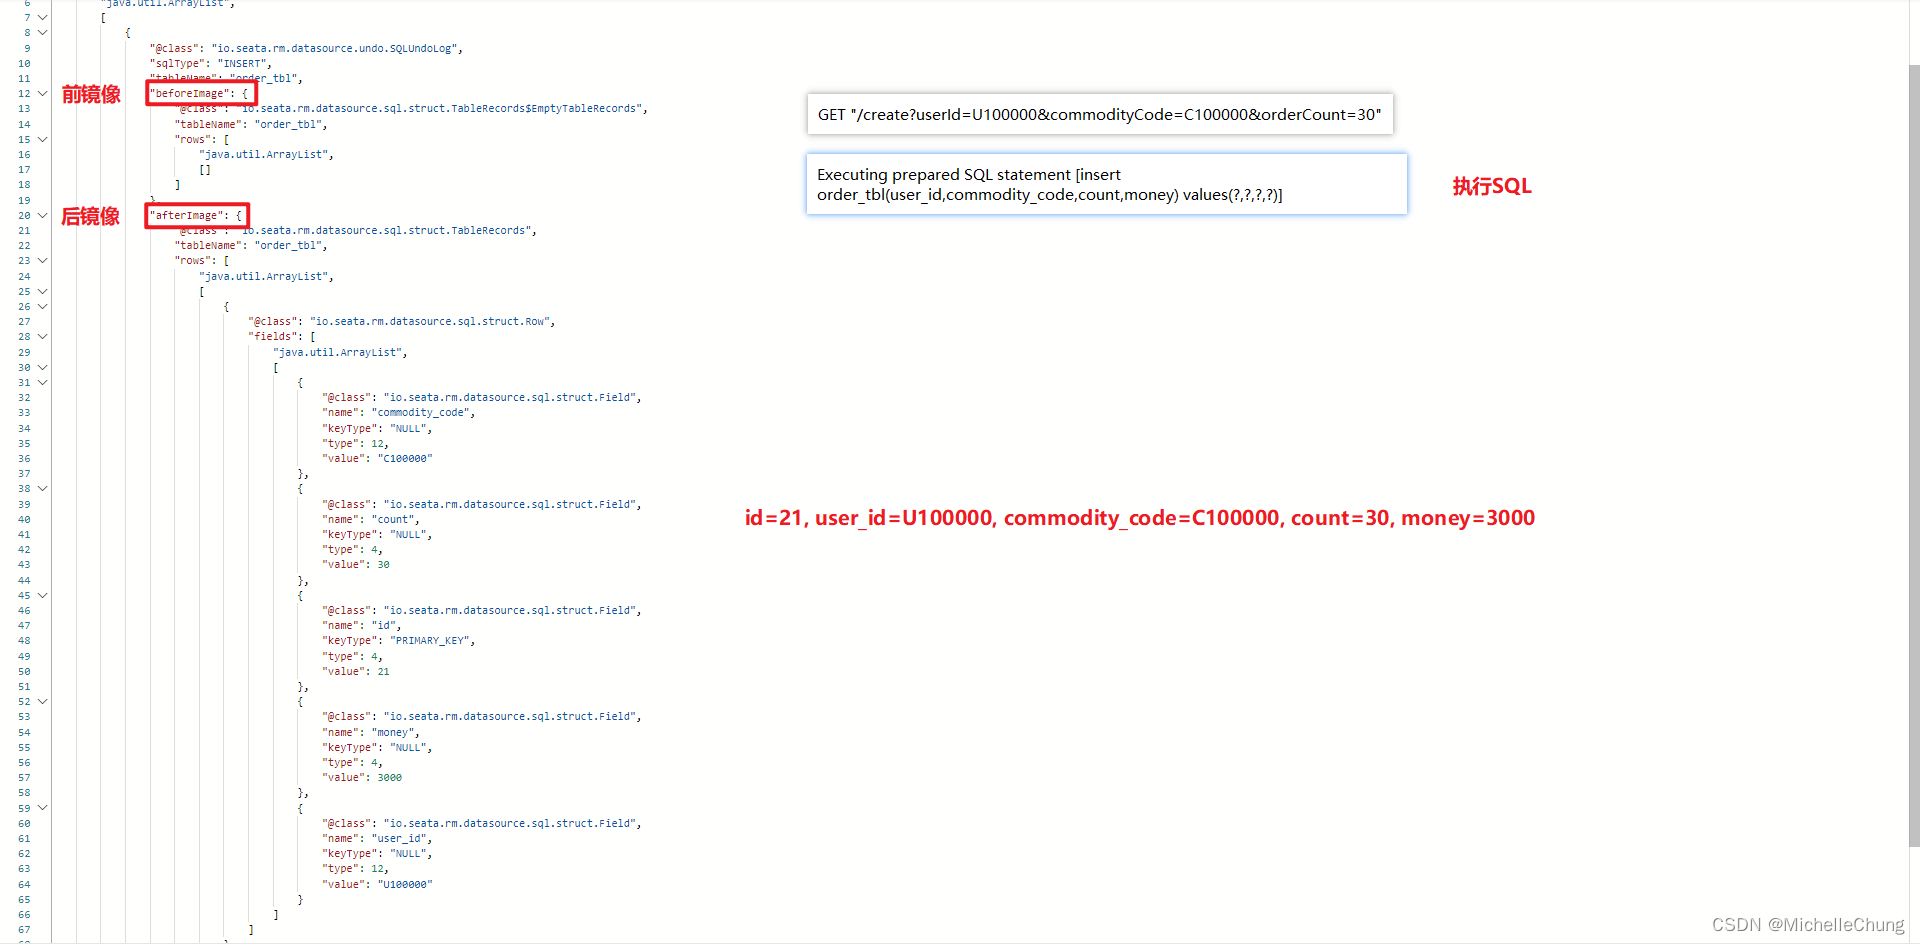 6 "java.util.ArrayList",
7 [
8 {
9 "@class": "io.seata.rm.datasource.undo.SQLUndoLog",
10 "sqlType": "INSERT",
11 "tableName": "order_tbl",
前镜像
12 "beforeImage": {
13 "@class": "io.seata.rm.datasource.sql.struct.TableRecords$EmptyTableRecords",
14 "tableName": "order_tbl",
15 "rows": [
16 "java.util.ArrayList",
17 []
18 ]
19 },
后镜像
20 "afterImage": {
21 "@class": "io.seata.rm.datasource.sql.struct.TableRecords",
22 "tableName": "order_tbl",
23 "rows": [
24 "java.util.ArrayList",
25 [
26 {
27 "@class": "io.seata.rm.datasource.sql.struct.Row",
28 "fields": [
29 "java.util.ArrayList",
30 [
31 {
32 "@class": "io.seata.rm.datasource.sql.struct.Field",
33 "name": "commodity_code",
34 "keyType": "NULL",
35 "type": 12,
36 "value": "C100000"
37 },
38 {
39 "@class": "io.seata.rm.datasource.sql.struct.Field",
40 "name": "count",
41 "keyType": "NULL",
42 "type": 4,
43 "value": 30
44 },
45 {
46 "@class": "io.seata.rm.datasource.sql.struct.Field",
47 "name": "id",
48 "keyType": "PRIMARY_KEY",
49 "type": 4,
50 "value": 21
51 },
52 {
53 "@class": "io.seata.rm.datasource.sql.struct.Field",
54 "name": "money",
55 "keyType": "NULL",
56 "type": 4,
57 "value": 3000
58 },
59 {
60 "@class": "io.seata.rm.datasource.sql.struct.Field",
61 "name": "user_id",
62 "keyType": "NULL",
63 "type": 12,
64 "value": "U100000"
65 }
66 ]
67 ]
GET "/create?userId=U100000&commodityCode=C100000&orderCount=30"
Executing prepared SQL statement [insert
order_tbl(user_id,commodity_code,count,money) values(?,?,?,?)]
执行SQL
id=21, user_id=U100000, commodity_code=C100000, count=30, money=3000
CSDN @MichelleChung